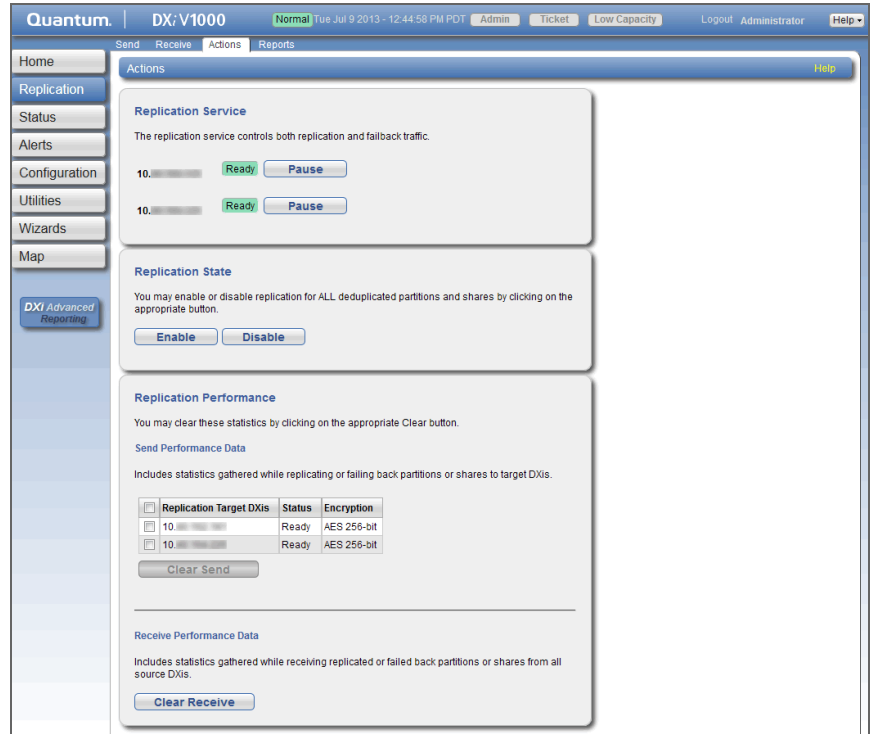 Quantum. DXi V1000 Normal Tue Jul 9 2013 - 12:44:58 PM PDT Admin Ticket Low Capacity Logout Administrator Help
Send Receive Actions Reports
Home
Replication
Status
Alerts
Configuration
Utilities
Wizards
Map
DXi Advanced
Reporting
Actions Help
Replication Service
The replication service controls both replication and failback traffic.
10. Ready Pause
10. Ready Pause
Replication State
You may enable or disable replication for ALL deduplicated partitions and shares by clicking on the
appropriate button.
Enable Disable
Replication Performance
You may clear these statistics by clicking on the appropriate Clear button.
Send Performance Data
Includes statistics gathered while replicating or failing back partitions or shares to target DXis.
Replication Target DXis Status Encryption
10. Ready AES 256-bit
10. Ready AES 256-bit
Clear Send
Receive Performance Data
Includes statistics gathered while receiving replicated or failed back partitions or shares from all
source DXis.
Clear Receive